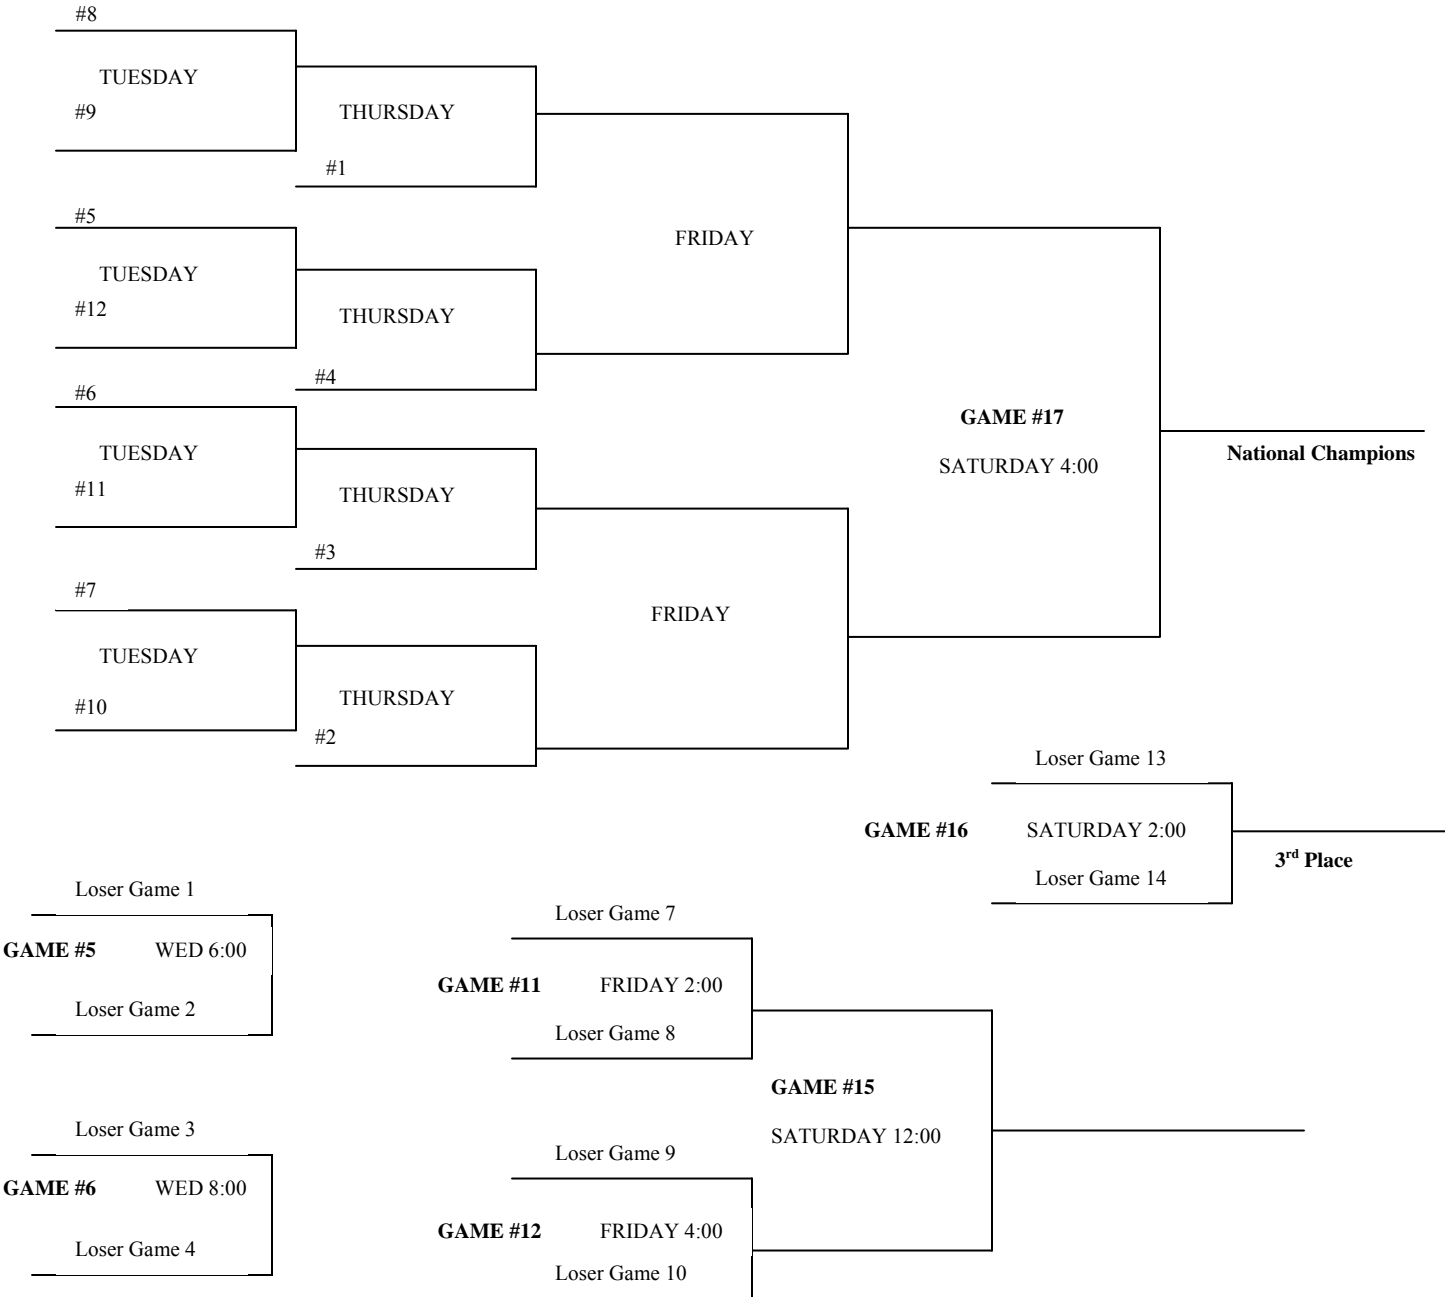 #8
TUESDAY
#9
THURSDAY
#1
#5
TUESDAY
#12
THURSDAY
#4
FRIDAY
#6
TUESDAY
#11
THURSDAY
#3
#7
TUESDAY
#10
THURSDAY
#2
FRIDAY
GAME #17
SATURDAY 4:00
National Champions
Loser Game 13
GAME #16 SATURDAY 2:00
Loser Game 14
3rd Place
Loser Game 1
GAME #5 WED 6:00
Loser Game 2
Loser Game 3
GAME #6 WED 8:00
Loser Game 4
Loser Game 7
GAME #11 FRIDAY 2:00
Loser Game 8
GAME #15
SATURDAY 12:00
Loser Game 9
GAME #12 FRIDAY 4:00
Loser Game 10